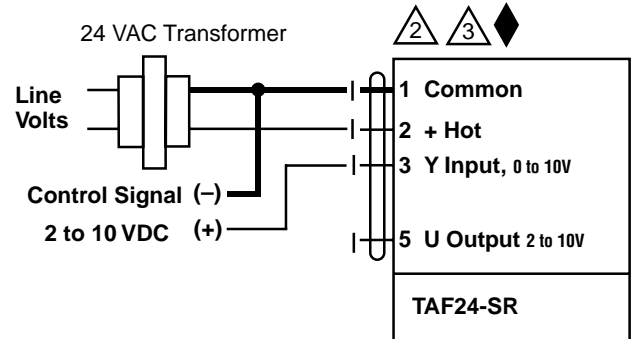 2 3
24 VAC Transformer
Line
Volts
1 Common
2 + Hot
3 Y Input, 0 to 10V
Control Signal (–)
2 to 10 VDC (+)
5 U Output 2 to 10V
TAF24-SR